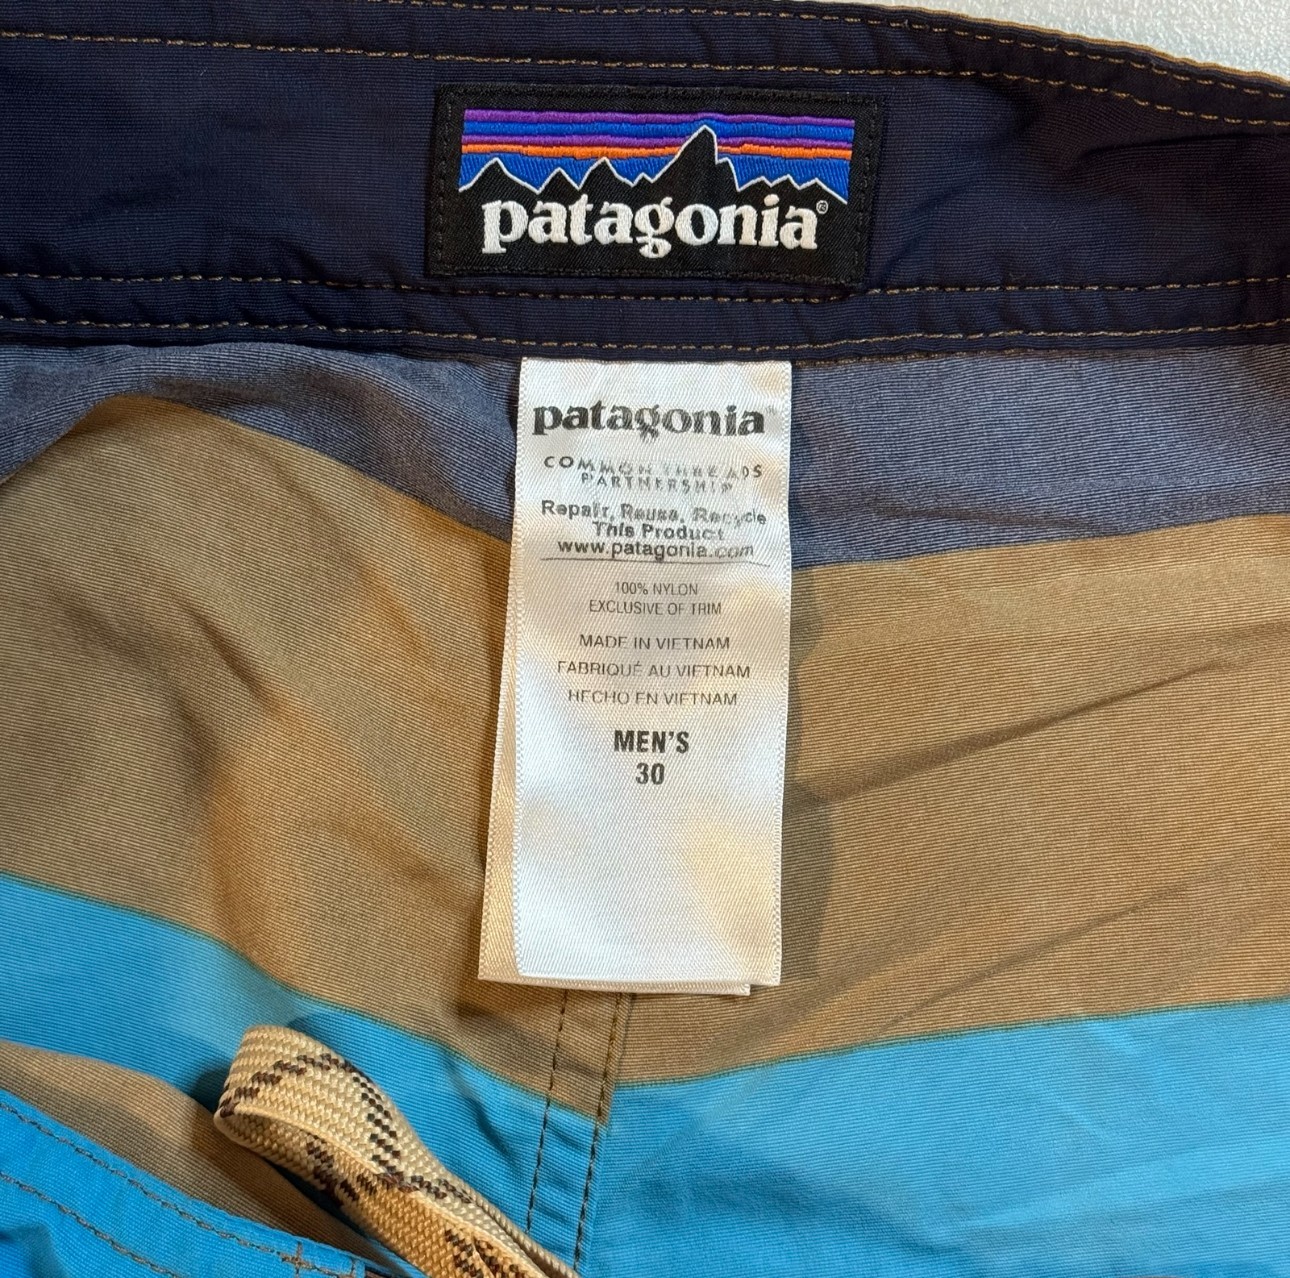 patagonia®
patagonia®
COMMON THREADS
PARTNERSHIP
Repair, Reuse, Recycle
This Product
www.patagonia.com
100% NYLON
EXCLUSIVE OF TRIM
MADE IN VIETNAM
FABRIQUÉ AU VIETNAM
HECHO EN VIETNAM
MEN'S
30